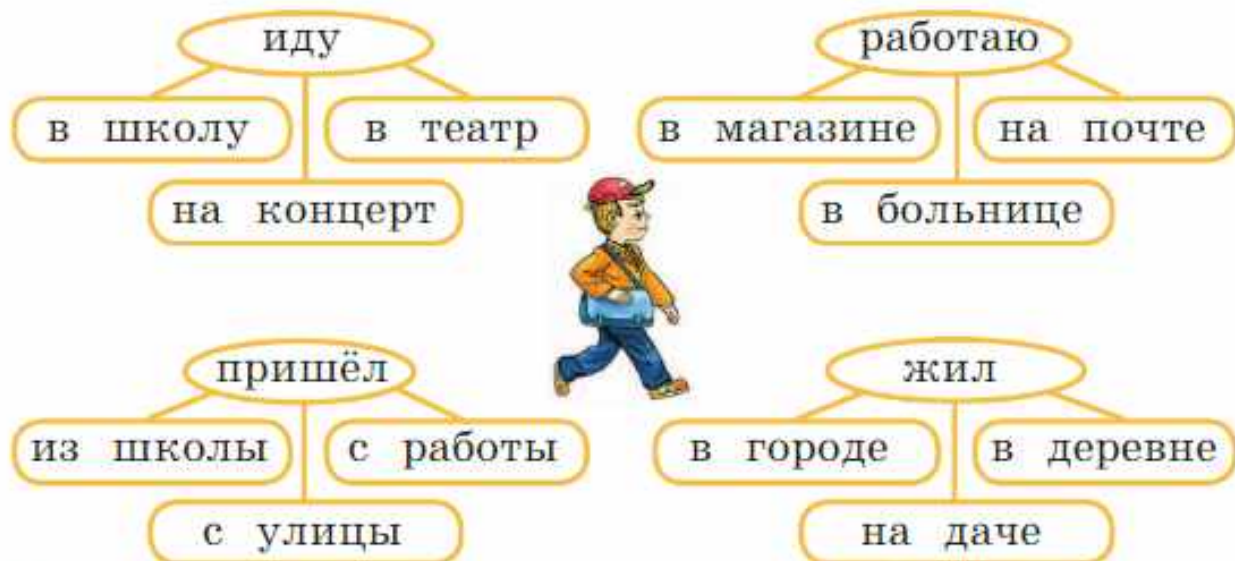 иду
работаю
в школу
в театр
в магазине
на почте
на концерт
в больнице
пришёл
жил
из школы
с работы
в городе
в деревне
с улицы
на даче